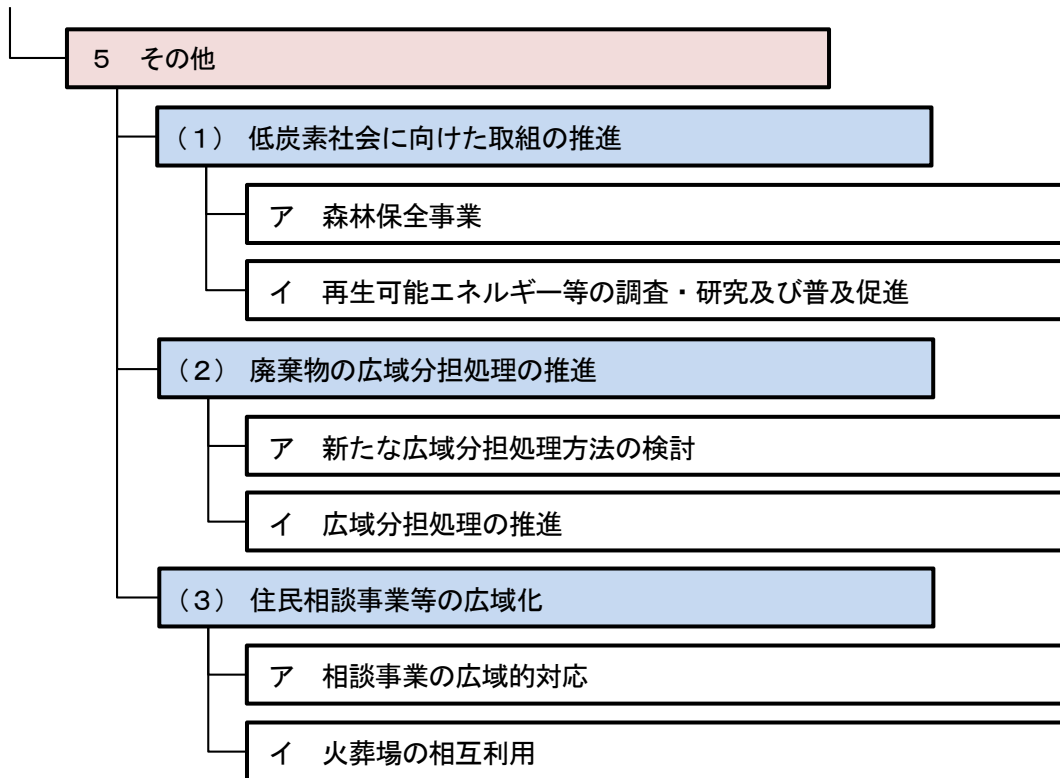 ５　その他
（１）　低炭素社会に向けた取組の推進
ア　森林保全事業
イ　再生可能エネルギー等の調査・研究及び普及促進
（２）　廃棄物の広域分担処理の推進
ア　新たな広域分担処理方法の検討
イ　広域分担処理の推進
（３）　住民相談事業等の広域化
ア　相談事業の広域的対応
イ　火葬場の相互利用